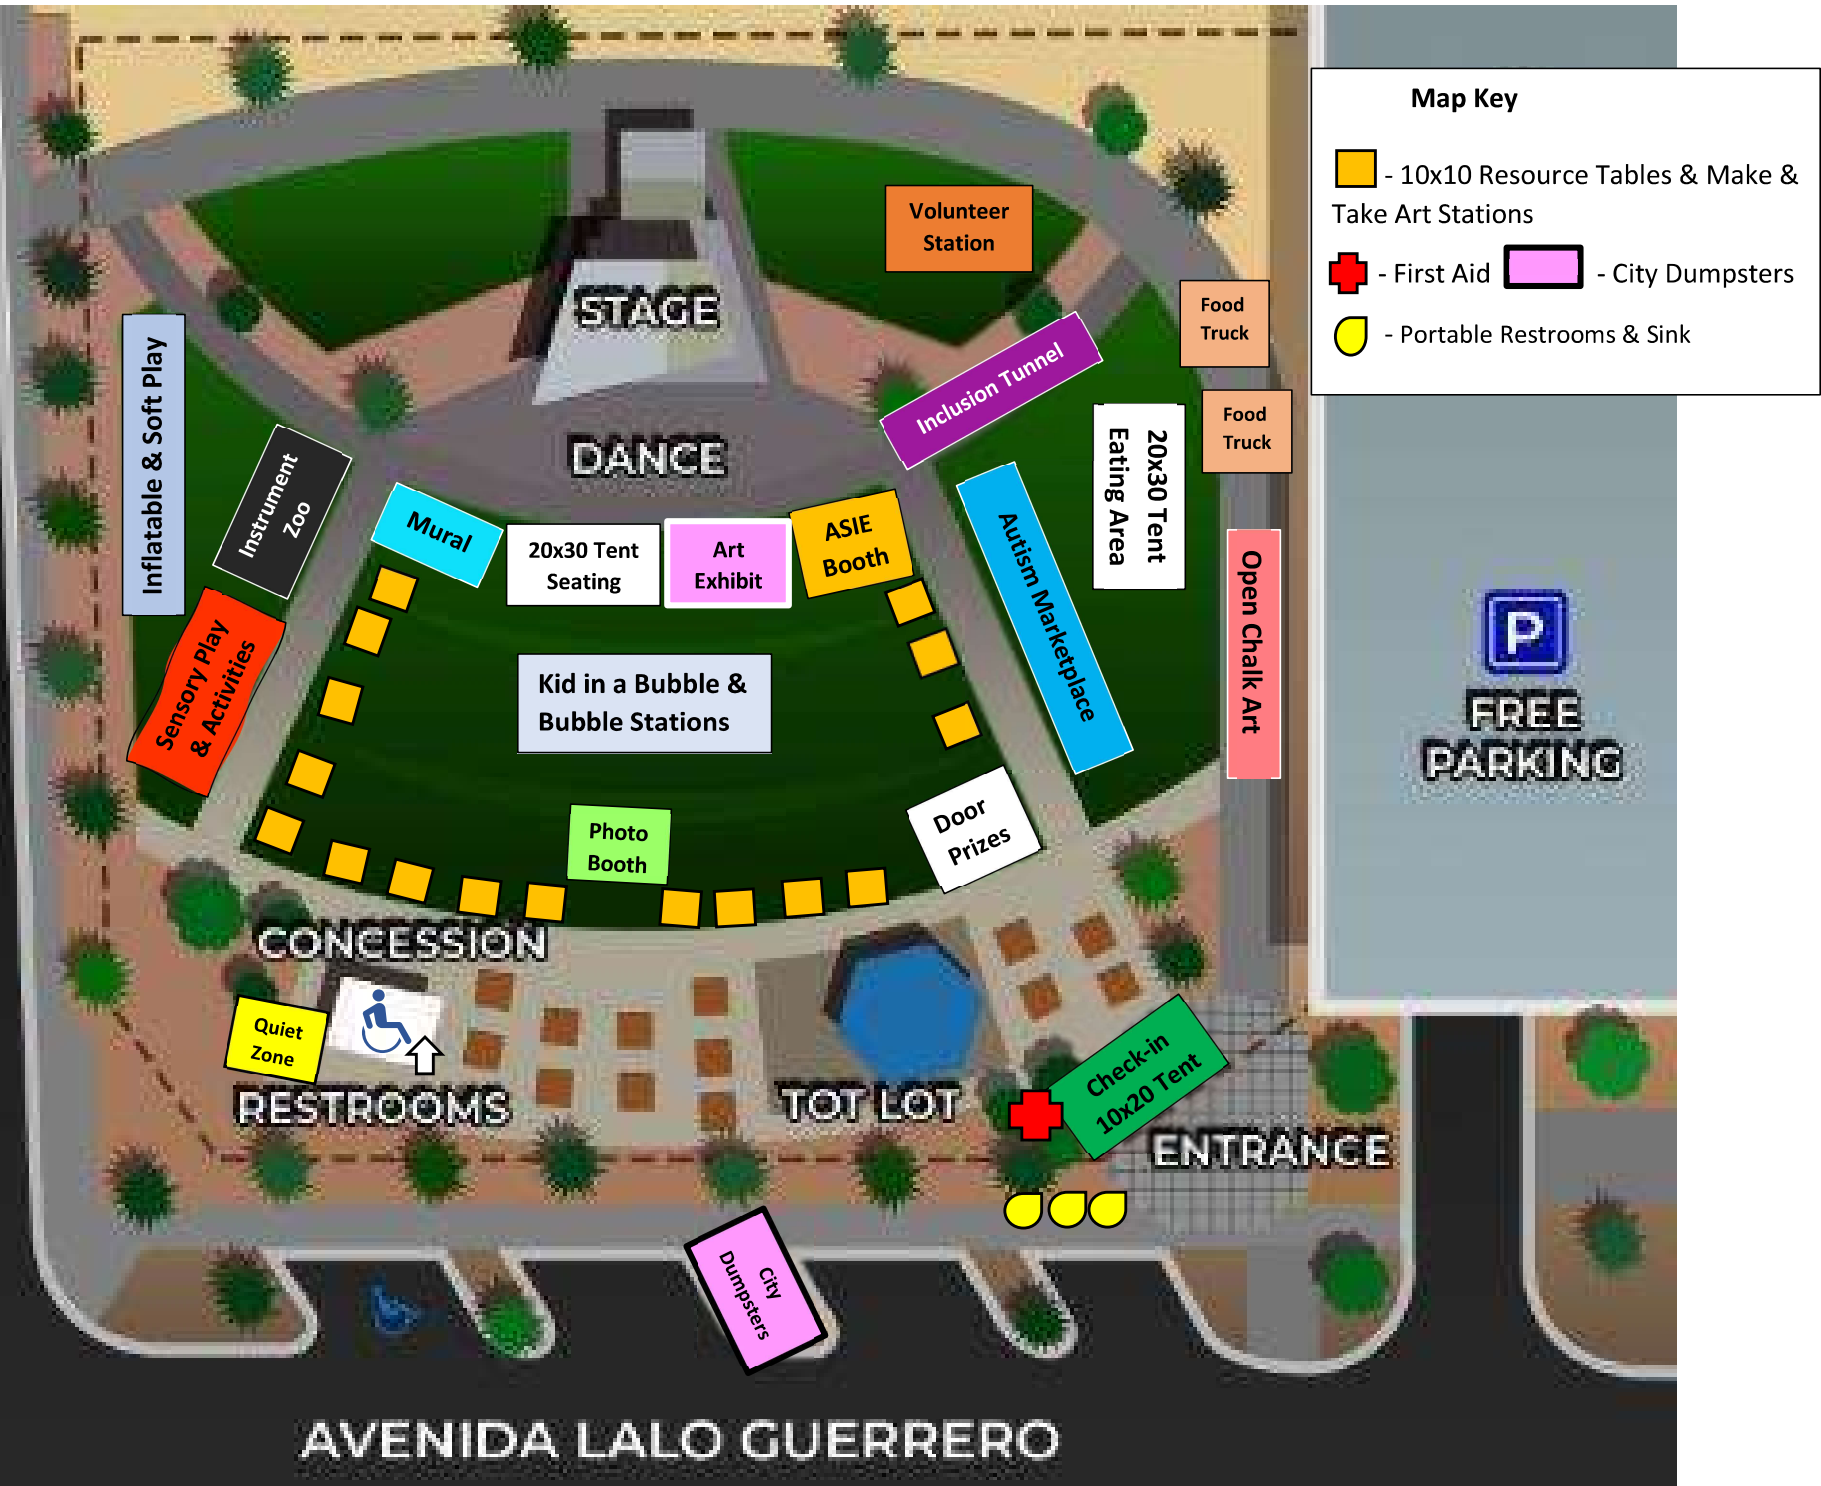 Map Key
- 10x10 Resource Tables & Make &
Take Art Stations
- First Aid
- City Dumpsters
- Portable Restrooms & Sink
Volunteer
Station
STAGE
Food
Truck
Food
Truck
Inclusion Tunnel
DANCE
Inflatable & Soft Play
Instrument
Zoo
Mural
20x30 Tent
Seating
Art
Exhibit
ASIE
Booth
Autism Marketplace
20x30 Tent
Eating Area
Open Chalk Art
Sensory Play
& Activities
Kid in a Bubble &
Bubble Stations
P
FREE
PARKING
Photo
Booth
Door
Prizes
CONCESSION
Quiet
Zone
RESTROOMS
TOT LOT
Check-in
10x20 Tent
ENTRANCE
City
Dumpsters
AVENIDA LALO GUERRERO